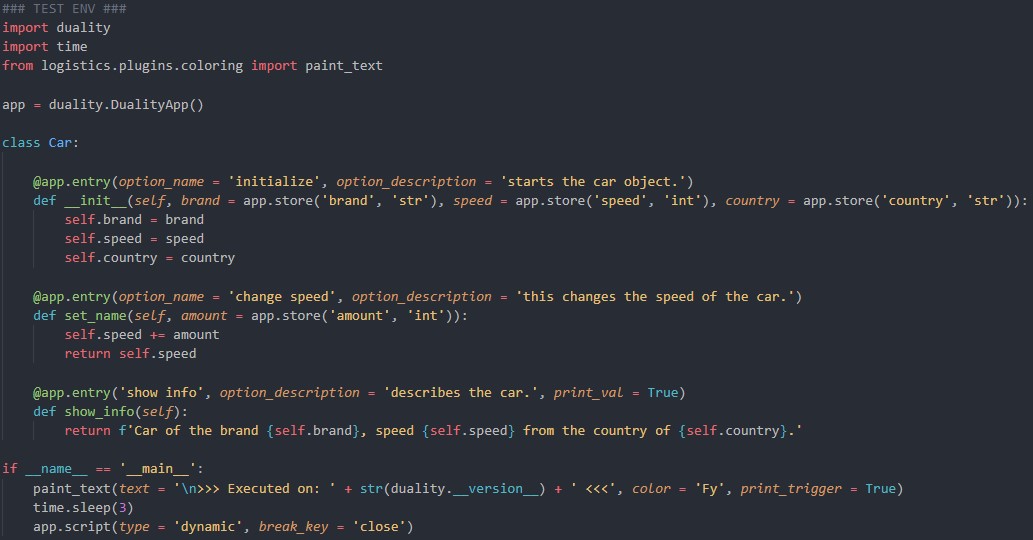 ### TEST ENV ###
import duality
import time
from logistics.plugins.coloring import paint_text

app = duality.DualityApp()

class Car:

    @app.entry(option_name = 'initialize', option_description = 'starts the car object.')
    def __init__(self, brand = app.store('brand', 'str'), speed = app.store('speed', 'int'), country = app.store('country', 'str')):
        self.brand = brand
        self.speed = speed
        self.country = country

    @app.entry(option_name = 'change speed', option_description = 'this changes the speed of the car.')
    def set_name(self, amount = app.store('amount', 'int')):
        self.speed += amount
        return self.speed

    @app.entry('show info', option_description = 'describes the car.', print_val = True)
    def show_info(self):
        return f'Car of the brand {self.brand}, speed {self.speed} from the country of {self.country}.'

if __name__ == '__main__':
    paint_text(text = '\n>>> Executed on: ' + str(duality.__version__) + ' <<<', color = 'Fy', print_trigger = True)
    time.sleep(3)
    app.script(type = 'dynamic', break_key = 'close')